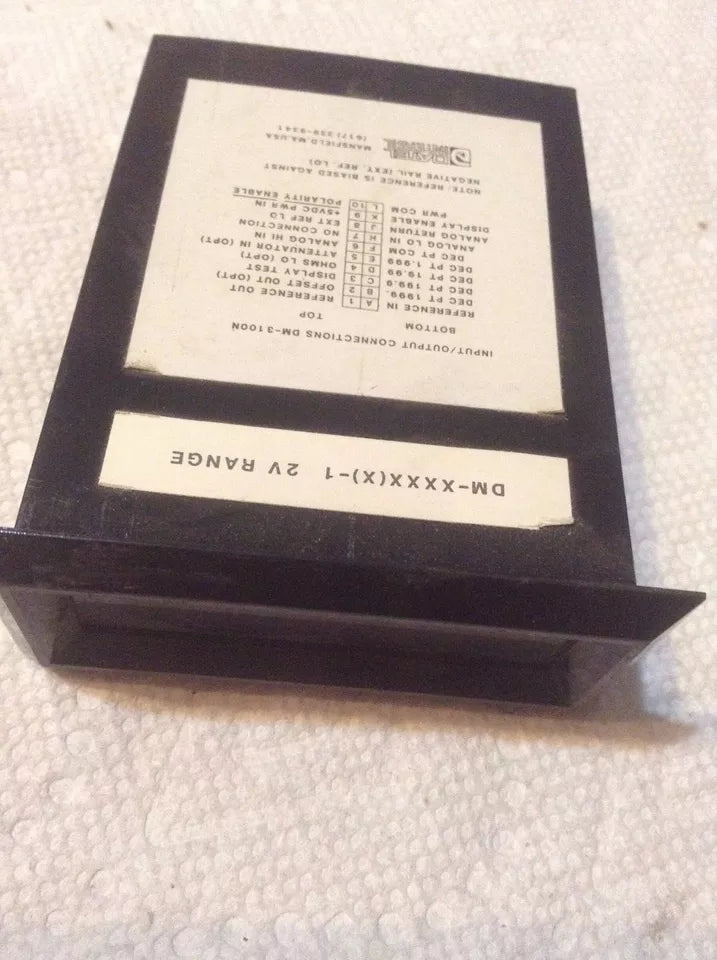 DM-XXXX(X)-1 2V RANGE
INPUT/OUTPUT CONNECTIONS DM-3100N
BOTTOM TOP
REFERENCE IN A 1 REFERENCE OUT
DEC PT 1999. B 2 OFFSET OUT (OPT)
DEC PT 199.9 C 3 DISPLAY TEST
DEC PT 19.99 D 4 OHMS LO (OPT)
DEC PT 1.999 E 5 ATTENUATOR IN (OPT)
DEC PT COM F 6 ANALOG HI IN
ANALOG LO IN H 7 NO CONNECTION
ANALOG RETURN J 8 EXT REF LO
DISPLAY ENABLE K 9 +5VDC PWR IN
PWR COM L 10 POLARITY ENABLE
NOTE: REFERENCE IS BIASED AGAINST
NEGATIVE RAIL (EXT. REF. LO)
DATEL
INTERSIL
MANSFIELD, MA. USA
(617) 339-9341